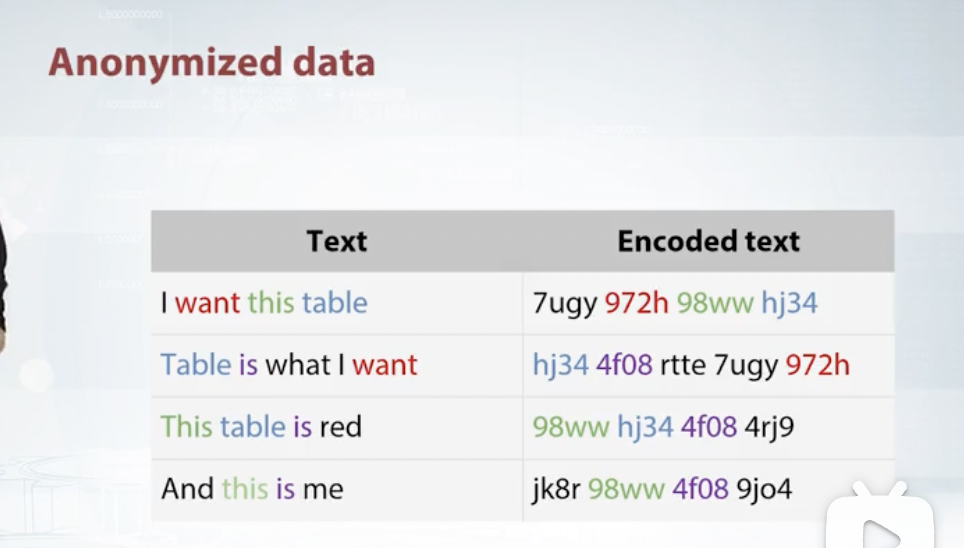 Anonymized data
Text Encoded text
I want this table 7ugy 972h 98ww hj34
Table is what I want hj34 4f08 rtte 7ugy 972h
This table is red 98ww hj34 4f08 4rj9
And this is me jk8r 98ww 4f08 9jo4